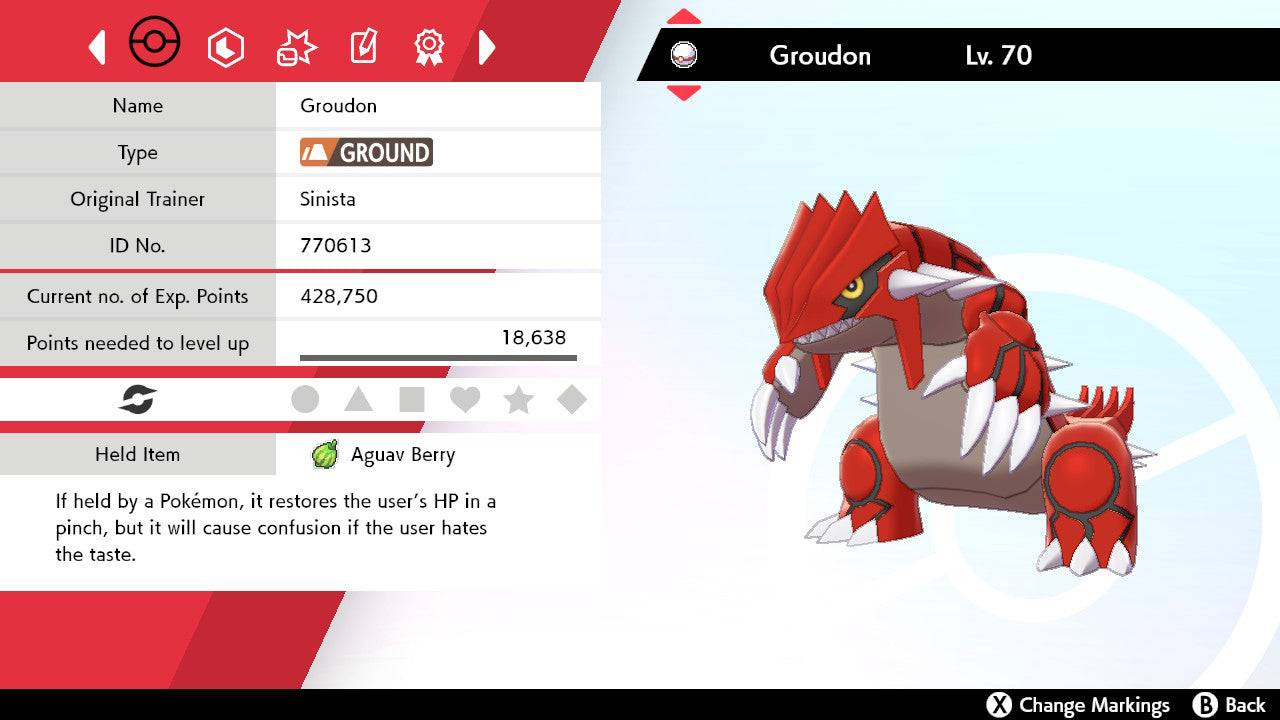 Groudon Lv. 70
Name Groudon
Type GROUND
Original Trainer Sinista
ID No. 770613
Current no. of Exp. Points 428,750
Points needed to level up 18,638
Held Item Aguav Berry
If held by a Pokémon, it restores the user's HP in a
pinch, but it will cause confusion if the user hates
the taste.
X Change Markings B Back